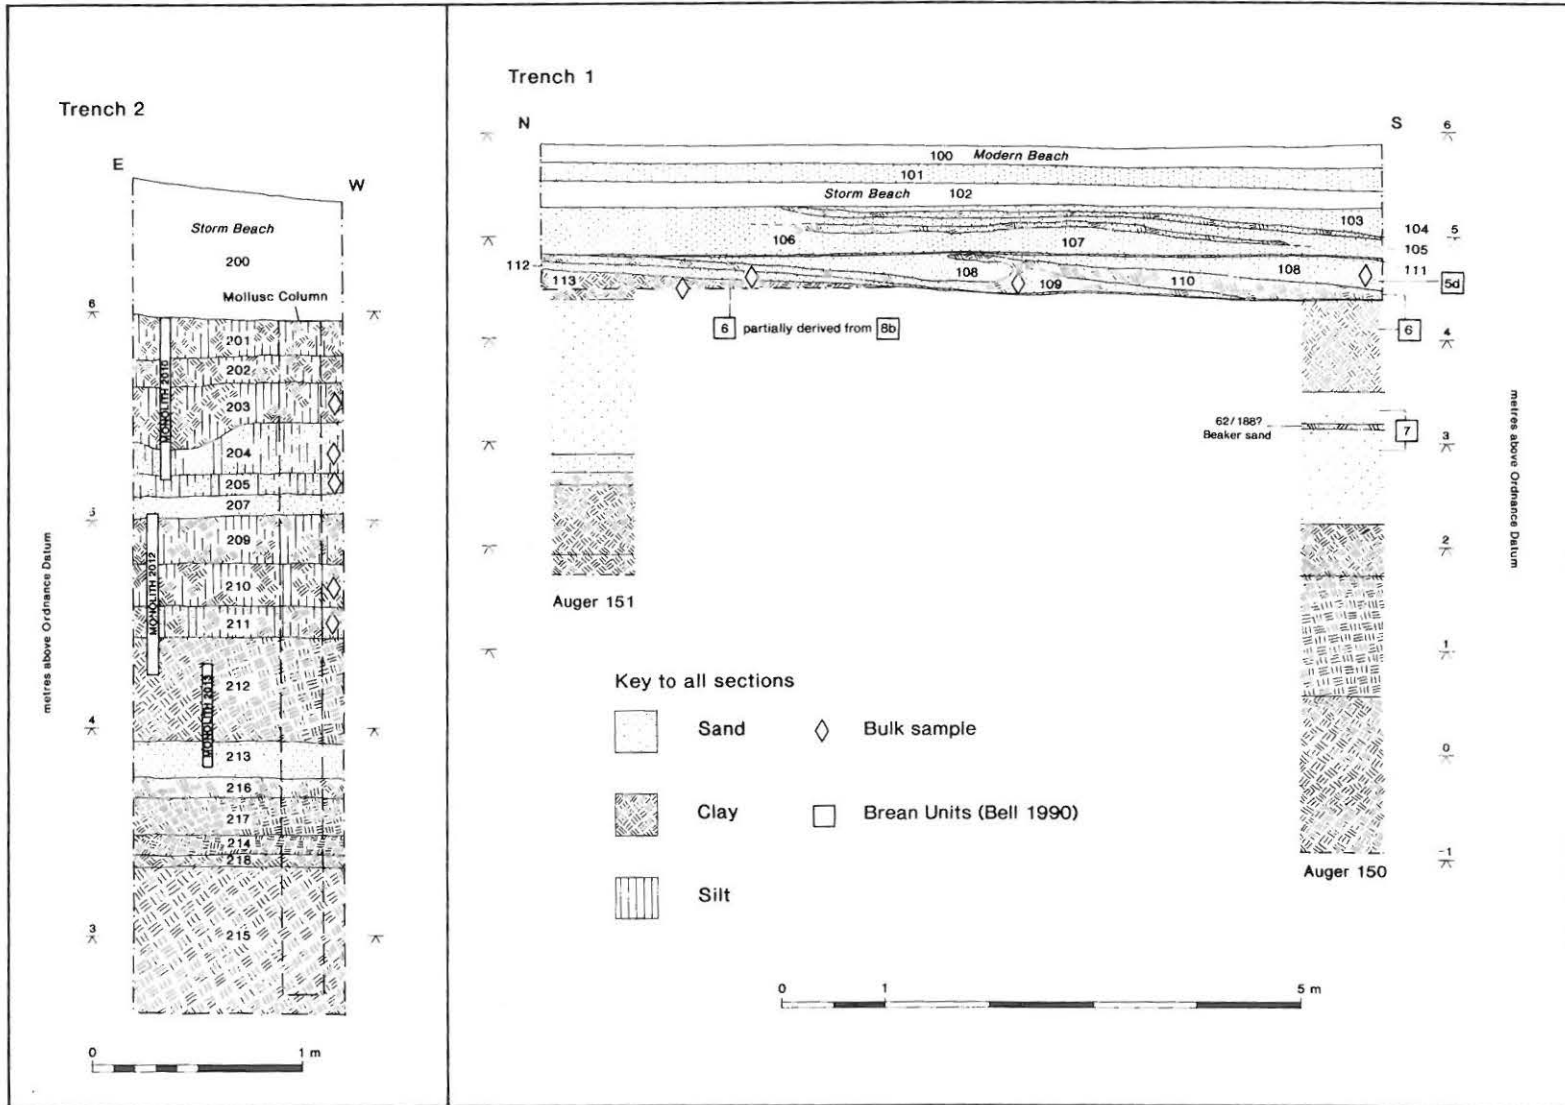 Trench 2
E
W
Storm Beach
200
Mollusc Column
6
201
202
203
204
205
207
5
209
210
211
212
4
213
216
217
214
218
3
215
MONOLITH 2010
MONOLITH 2012
MONOLITH 2013
metres above Ordnance Datum
0 1 m
Trench 1
N
S
6
100 Modern Beach
101
Storm Beach 102
103
104 5
106 107
105
112
108 108 111
113 109 110 5d
6 partially derived from 8b
6 4
62/188?
Beaker sand
7 3
2
1
0
-1
Auger 151
Auger 150
metres above Ordnance Datum
Key to all sections
Sand Bulk sample
Clay Brean Units (Bell 1990)
Silt
0 1 5 m